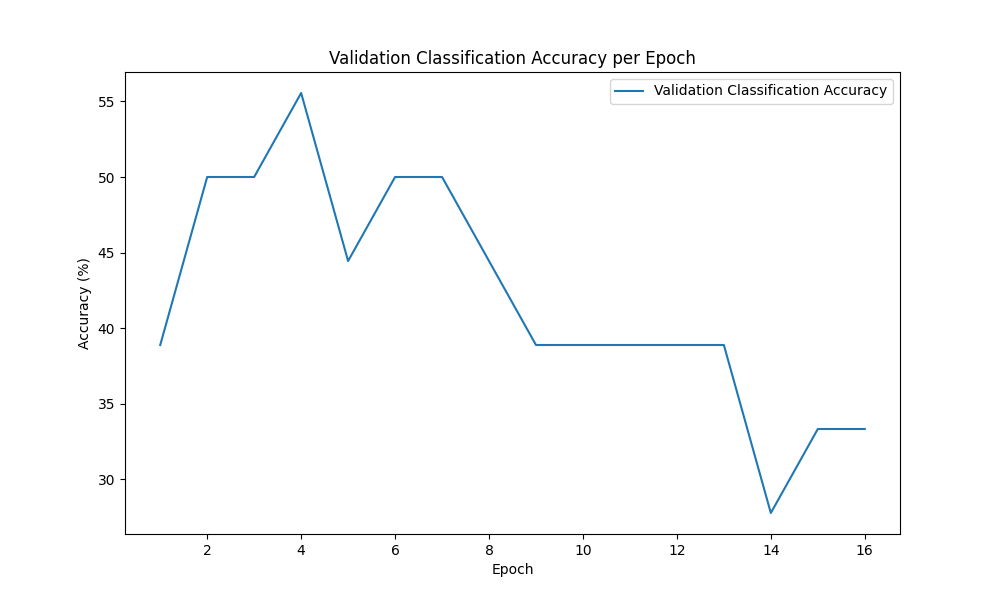 Validation Classification Accuracy per Epoch
Validation Classification Accuracy
55
50
45
40
35
30
Accuracy (%)
2 4 6 8 10 12 14 16
Epoch